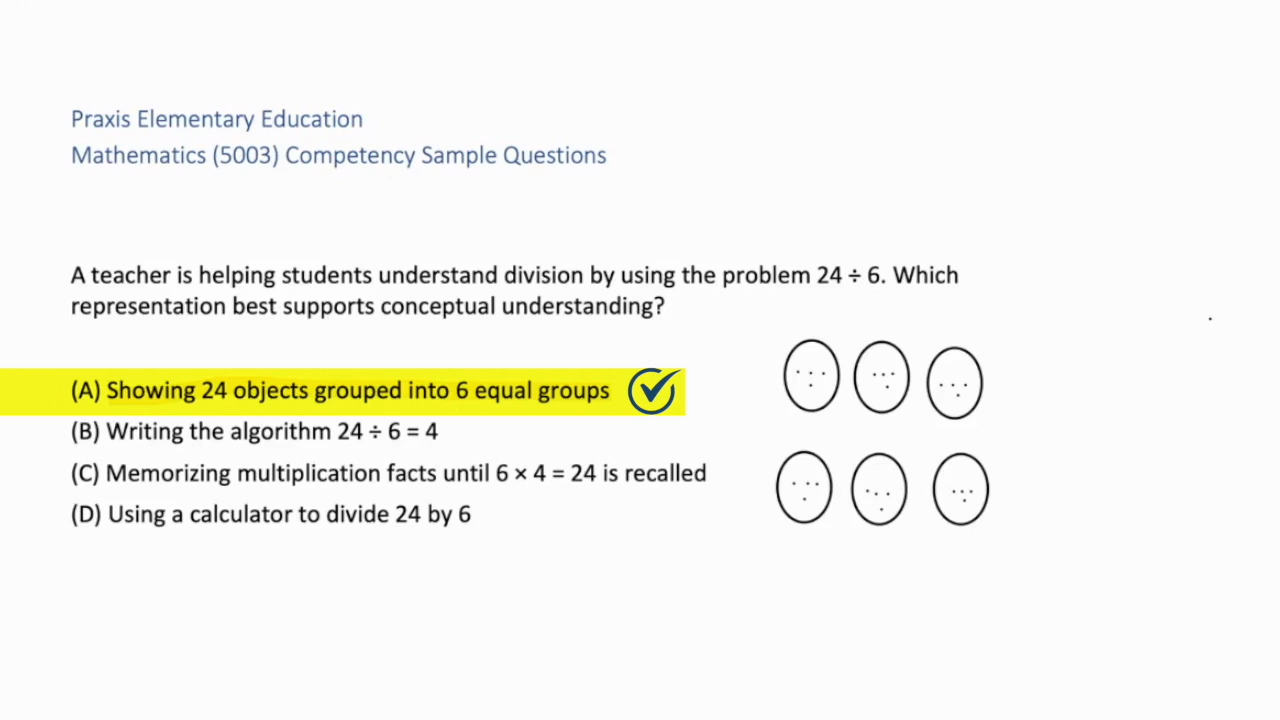 Praxis Elementary Education
Mathematics (5003) Competency Sample Questions
A teacher is helping students understand division by using the problem 24 ÷ 6. Which
representation best supports conceptual understanding?
(A) Showing 24 objects grouped into 6 equal groups
(B) Writing the algorithm 24 ÷ 6 = 4
(C) Memorizing multiplication facts until 6 × 4 = 24 is recalled
(D) Using a calculator to divide 24 by 6